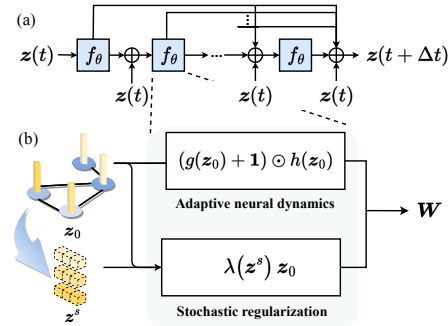 (a)
z(t) f_θ f_θ ... f_θ z(t + Δt)
z(t) z(t) z(t) z(t)
(b)
(g(z_0) + 1) ⊙ h(z_0)
Adaptive neural dynamics
z_0
W
λ(z^s) z_0
z^s
Stochastic regularization